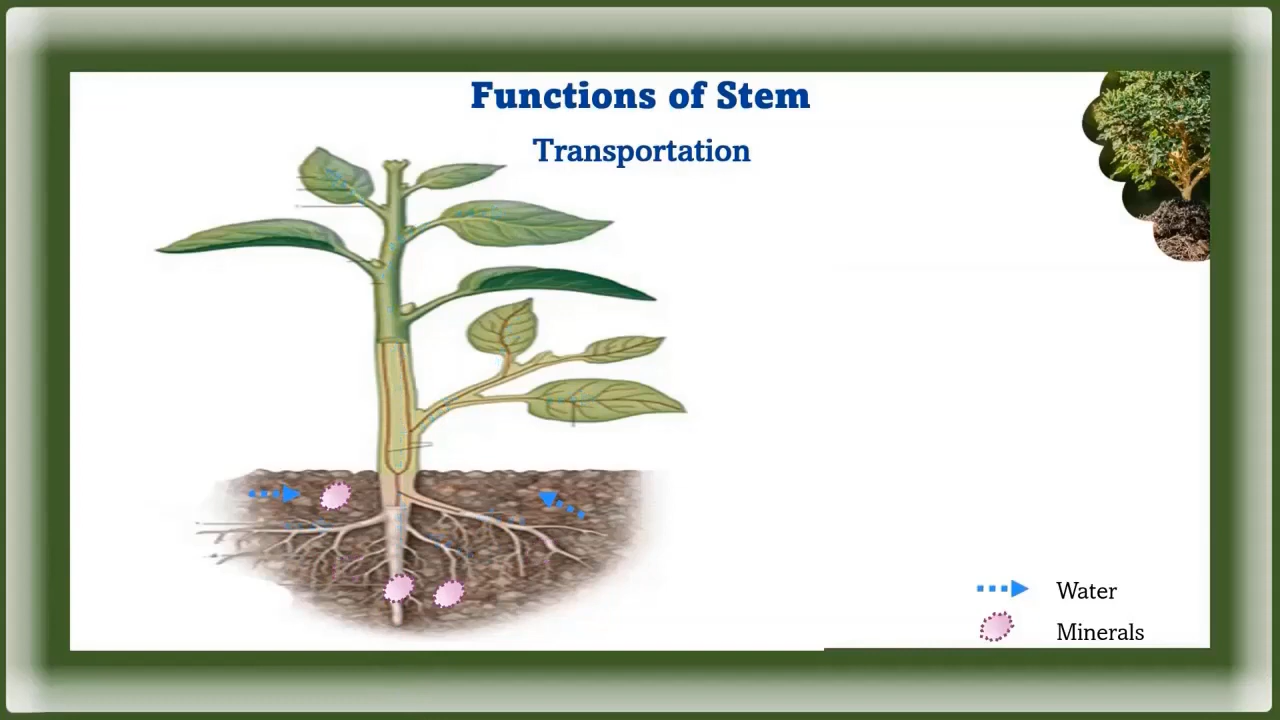 Functions of Stem
Transportation
Water
Minerals